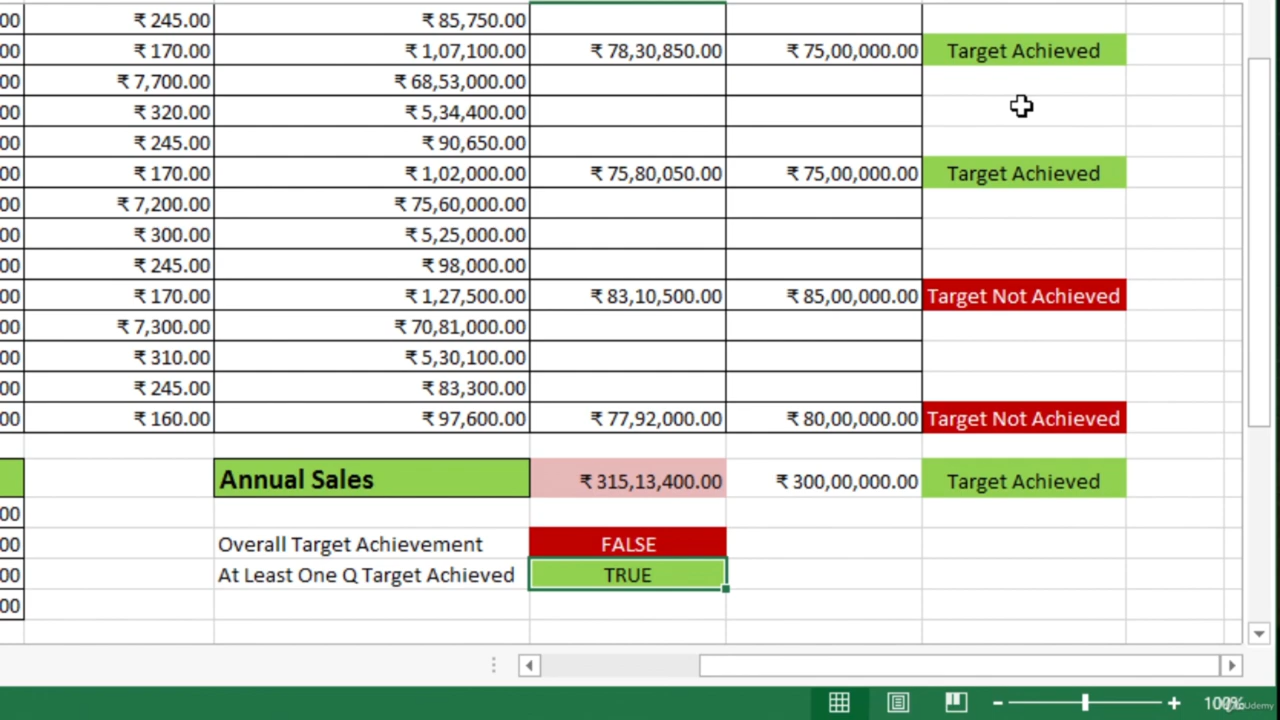 00 ₹ 245.00 ₹ 85,750.00
00 ₹ 170.00 ₹ 1,07,100.00 ₹ 78,30,850.00 ₹ 75,00,000.00 Target Achieved
00 ₹ 7,700.00 ₹ 68,53,000.00
00 ₹ 320.00 ₹ 5,34,400.00
00 ₹ 245.00 ₹ 90,650.00
00 ₹ 170.00 ₹ 1,02,000.00 ₹ 75,80,050.00 ₹ 75,00,000.00 Target Achieved
00 ₹ 7,200.00 ₹ 75,60,000.00
00 ₹ 300.00 ₹ 5,25,000.00
00 ₹ 245.00 ₹ 98,000.00
00 ₹ 170.00 ₹ 1,27,500.00 ₹ 83,10,500.00 ₹ 85,00,000.00 Target Not Achieved
00 ₹ 7,300.00 ₹ 70,81,000.00
00 ₹ 310.00 ₹ 5,30,100.00
00 ₹ 245.00 ₹ 83,300.00
00 ₹ 160.00 ₹ 97,600.00 ₹ 77,92,000.00 ₹ 80,00,000.00 Target Not Achieved
Annual Sales ₹ 315,13,400.00 ₹ 300,00,000.00 Target Achieved
00
00 Overall Target Achievement FALSE
00 At Least One Q Target Achieved TRUE
00
100% Udemy